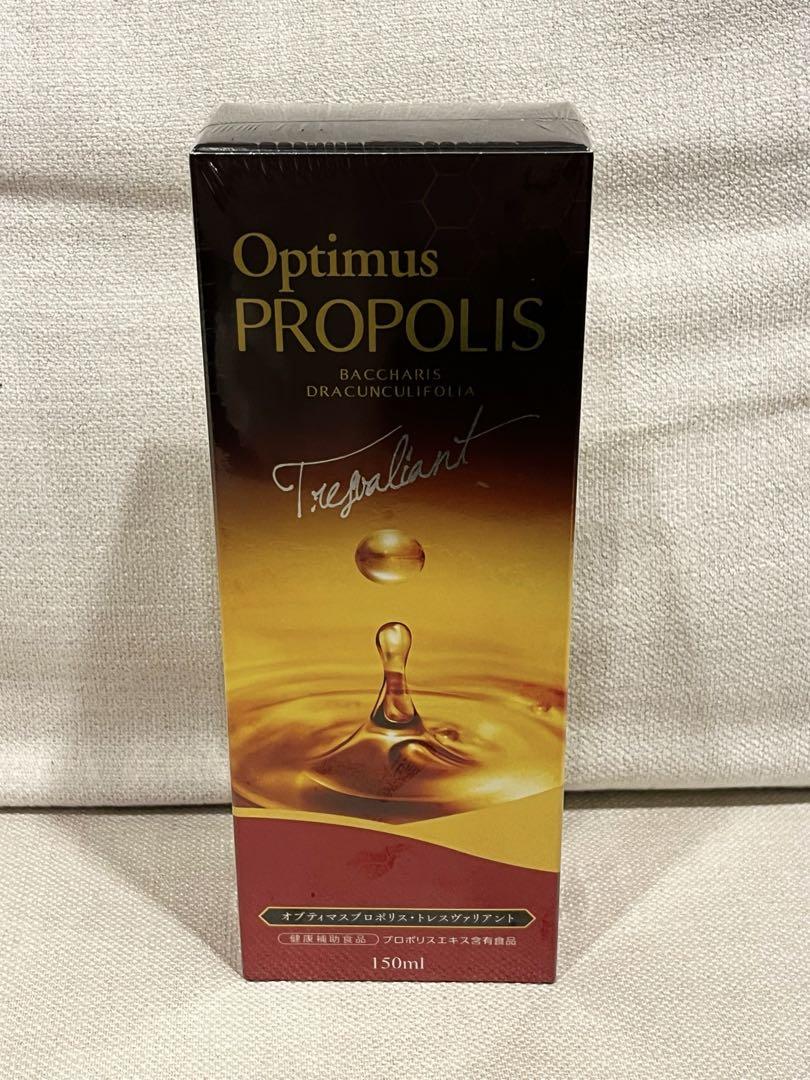 Optimus
PROPOLIS
BACCHARIS
DRACUNCULIFOLIA
Tresvaliant
オプティマスプロポリス・トレスヴァリアント
健康補助食品 プロポリスエキス含有食品
150ml